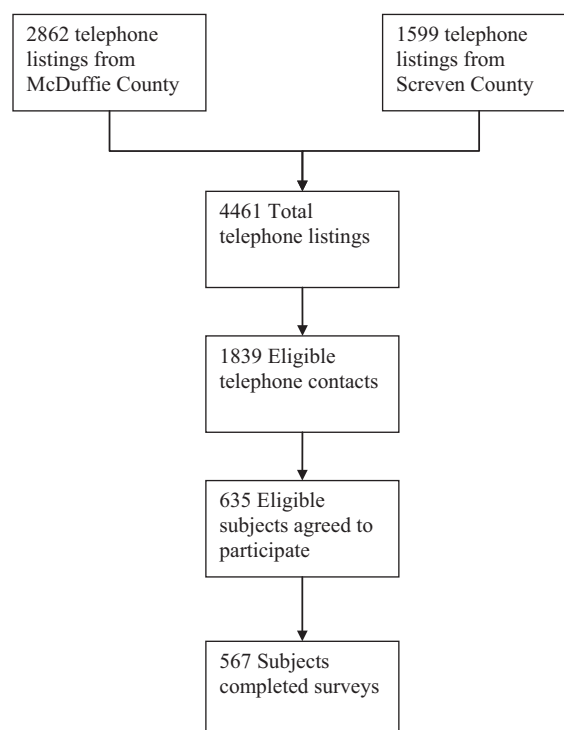 2862 telephone
listings from
McDuffie County
1599 telephone
listings from
Screven County
4461 Total
telephone listings
1839 Eligible
telephone contacts
635 Eligible
subjects agreed to
participate
567 Subjects
completed surveys